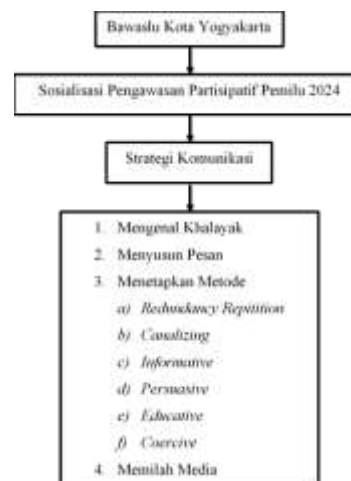 Bawaslu Kota Yogyakarta
Sosialisasi Pengawasan Partisipatif Pemilu 2024
Strategi Komunikasi
1. Mengenal Khalayak
2. Menyusun Pesan
3. Menetapkan Metode
a) Redundancy Reptition
b) Canalizing
c) Informative
d) Persuasive
e) Educative
f) Coercive
4. Memilah Media